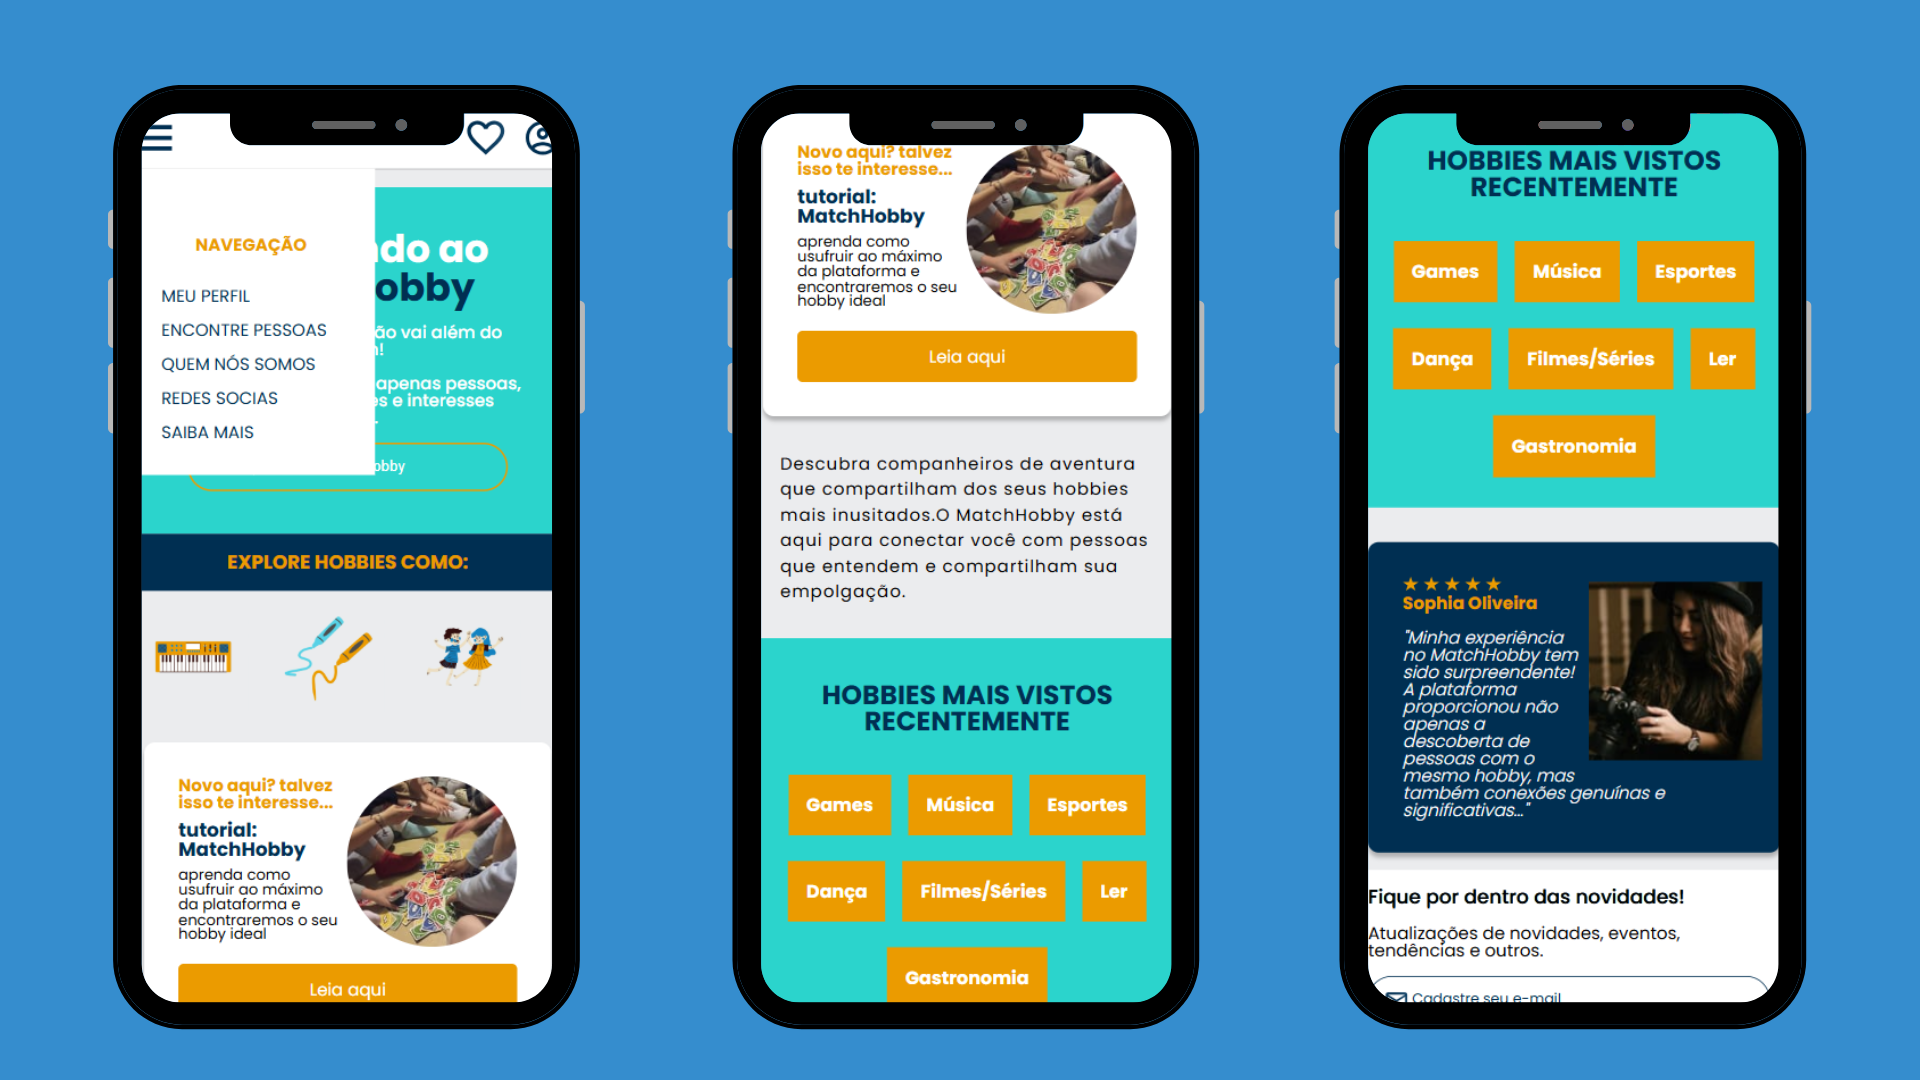 NAVEGAÇÃO
MEU PERFIL
ENCONTRE PESSOAS
QUEM NÓS SOMOS
REDES SOCIAS
SAIBA MAIS
ao
vai além do
apenas pessoas,
e interesses
EXPLORE HOBBIES COMO:
Novo aqui? talvez
isso te interesse...
tutorial:
MatchHobby
aprenda como
usufruir ao máximo
da plataforma e
encontraremos o seu
hobby ideal
Leia aqui
Novo aqui? talvez
isso te interesse...
tutorial:
MatchHobby
aprenda como
usufruir ao máximo
da plataforma e
encontraremos o seu
hobby ideal
Leia aqui
Descubra companheiros de aventura
que compartilham dos seus hobbies
mais inusitados.O MatchHobby está
aqui para conectar você com pessoas
que entendem e compartilham sua
empolgação.
HOBBIES MAIS VISTOS
RECENTEMENTE
Games
Música
Esportes
Dança
Filmes/Séries
Ler
Gastronomia
HOBBIES MAIS VISTOS
RECENTEMENTE
Games
Música
Esportes
Dança
Filmes/Séries
Ler
Gastronomia
★★★★★
Sophia Oliveira
"Minha experiência
no MatchHobby tem
sido surpreendente!
A plataforma
proporcionou não
apenas a
descoberta de
pessoas com o
mesmo hobby, mas
também conexões genuínas e
significativas..."
Fique por dentro das novidades!
Atualizações de novidades, eventos,
tendências e outros.
Cadastre seu e-mail